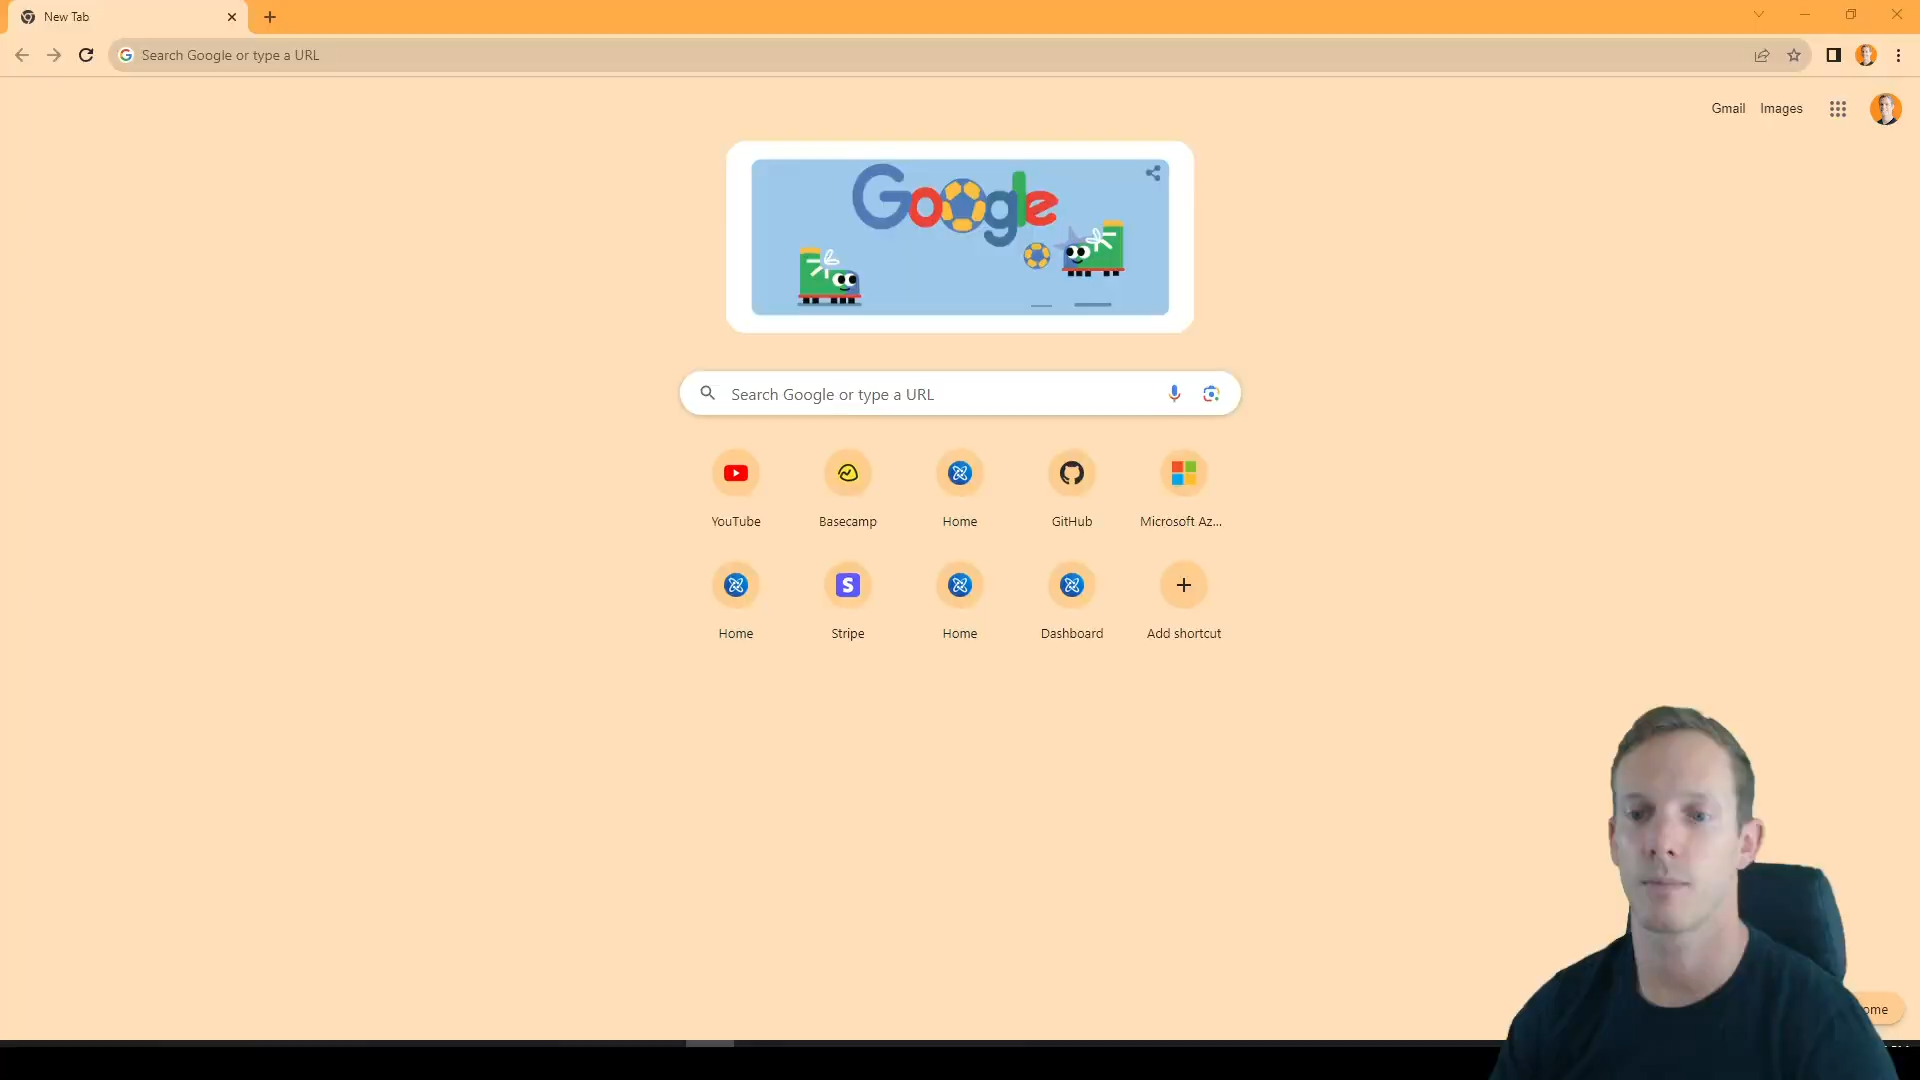 New Tab
Search Google or type a URL
Gmail Images
Google
Search Google or type a URL
YouTube Basecamp Home GitHub Microsoft Az...
S
Home Stripe Home Dashboard Add shortcut
ome